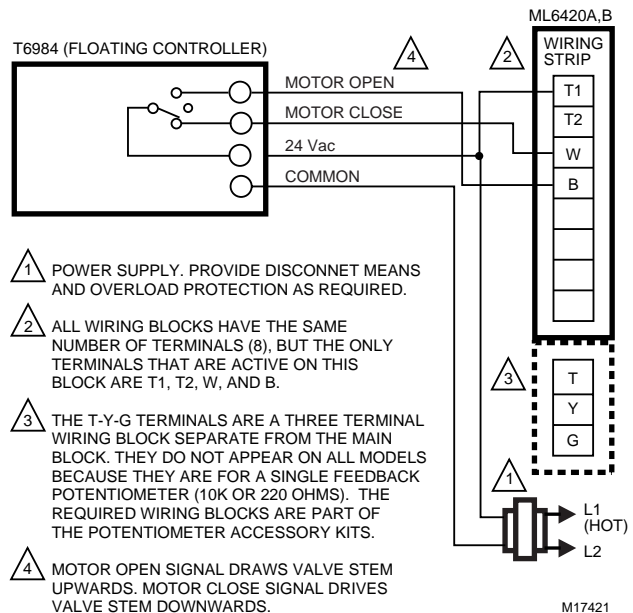 ML6420A,B
T6984 (FLOATING CONTROLLER)
4
2
WIRING
STRIP
MOTOR OPEN
T1
MOTOR CLOSE
T2
24 Vac
W
COMMON
B
1 POWER SUPPLY. PROVIDE DISCONNET MEANS
AND OVERLOAD PROTECTION AS REQUIRED.
2 ALL WIRING BLOCKS HAVE THE SAME
NUMBER OF TERMINALS (8), BUT THE ONLY
TERMINALS THAT ARE ACTIVE ON THIS
BLOCK ARE T1, T2, W, AND B.
3 THE T-Y-G TERMINALS ARE A THREE TERMINAL
WIRING BLOCK SEPARATE FROM THE MAIN
BLOCK. THEY DO NOT APPEAR ON ALL MODELS
BECAUSE THEY ARE FOR A SINGLE FEEDBACK
POTENTIOMETER (10K OR 220 OHMS). THE
REQUIRED WIRING BLOCKS ARE PART OF
THE POTENTIOMETER ACCESSORY KITS.
4 MOTOR OPEN SIGNAL DRAWS VALVE STEM
UPWARDS. MOTOR CLOSE SIGNAL DRIVES
VALVE STEM DOWNWARDS.
3
T
Y
G
1
L1
(HOT)
L2
M17421